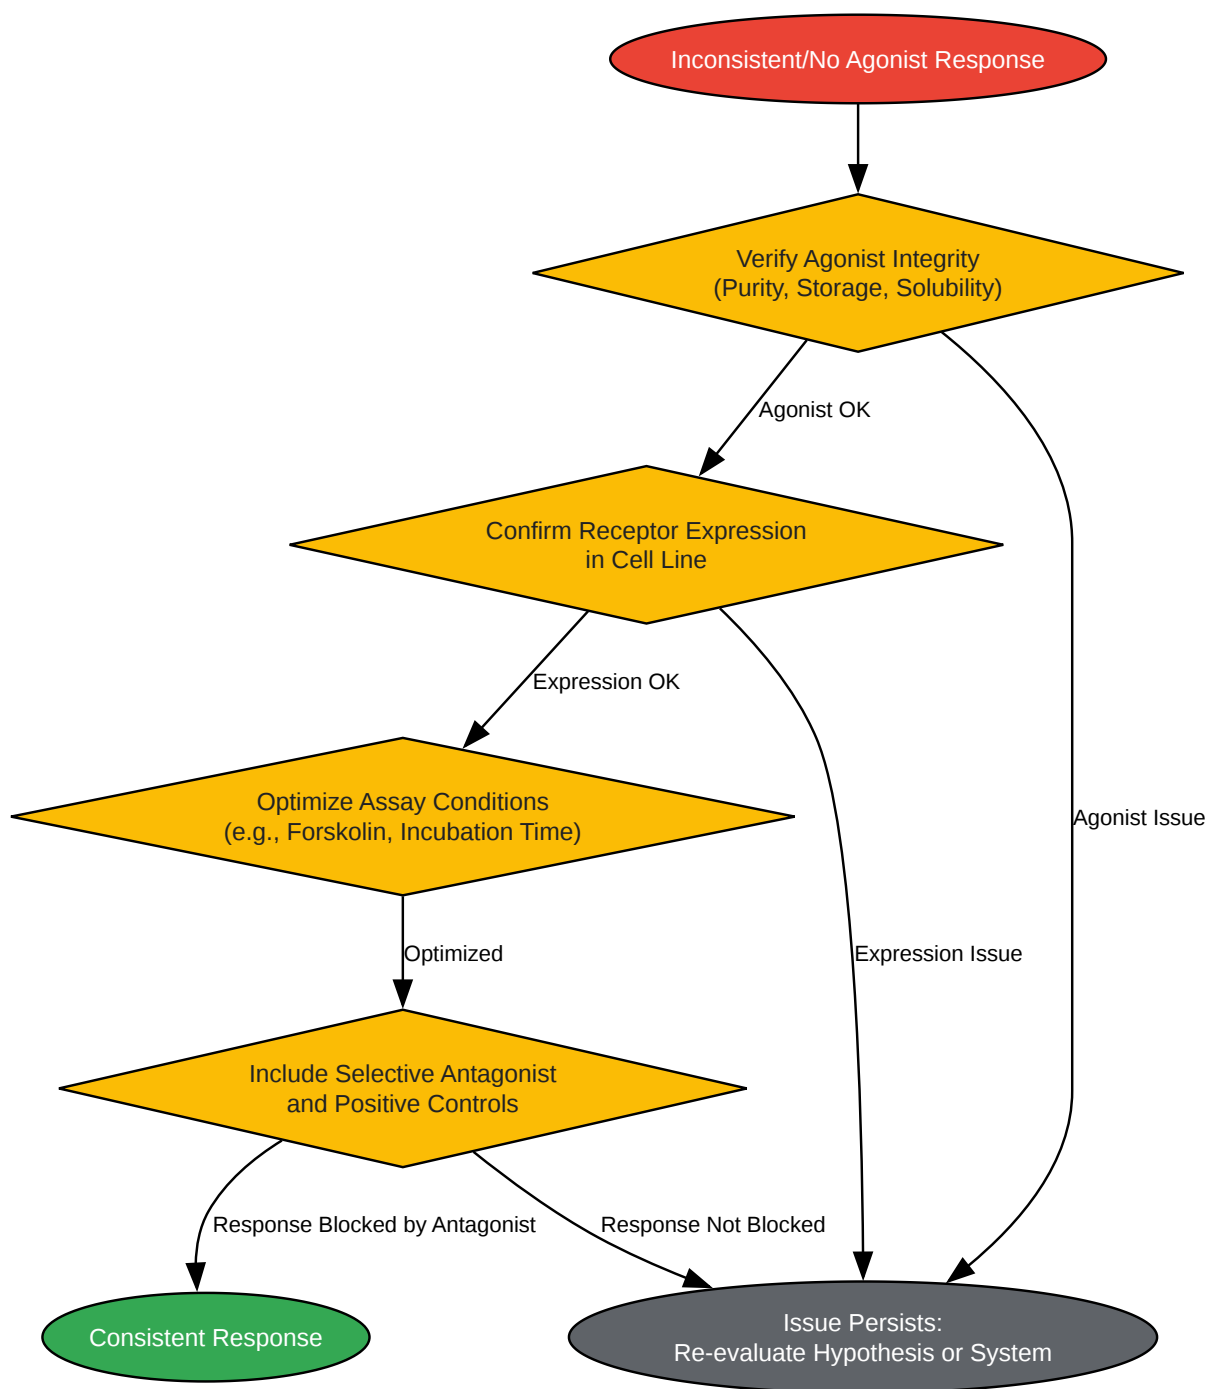 Inconsistent/No Agonist Response
Verify Agonist Integrity
(Purity, Storage, Solubility)
Agonist OK
Confirm Receptor Expression
in Cell Line
Expression OK
Optimize Assay Conditions
(e.g., Forskolin, Incubation Time)
Agonist Issue
Optimized
Expression Issue
Include Selective Antagonist
and Positive Controls
Response Blocked by Antagonist
Response Not Blocked
Consistent Response
Issue Persists:
Re-evaluate Hypothesis or System